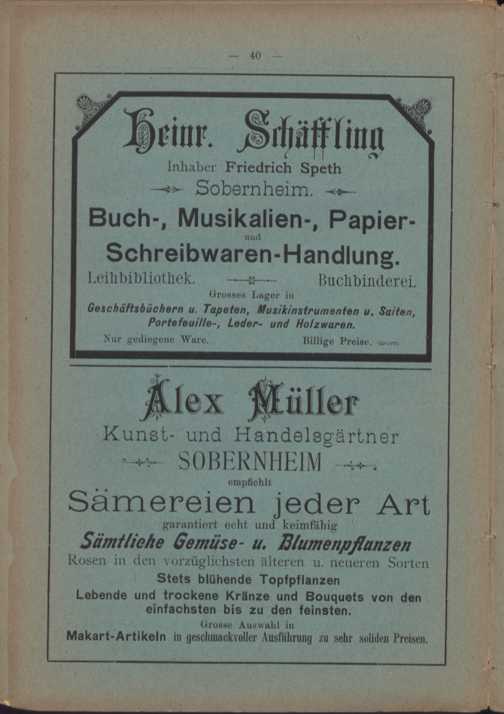 — 40 —
Heinr. Schäffling
Inhaber Friedrich Speth
Sobernheim.
Buch-, Musikalien-, Papier-
und
Schreibwaren-Handlung.
Leihbibliothek. Buchbinderei.
Grosses Lager in
Geschäftsbüchern u. Tapeten, Musikinstrumenten u. Saiten,
Portefeuille-, Leder- und Holzwaren.
Nur gediegene Ware. Billige Preise.
Alex Müller
Kunst- und Handelsgärtner
SOBERNHEIM
empfiehlt
Sämereien jeder Art
garantiert echt und keimfähig
Sämtliche Gemüse- u. Blumenpflanzen
Rosen in den vorzüglichsten älteren u. neueren Sorten
Stets blühende Topfpflanzen
Lebende und trockene Kränze und Bouquets von den
einfachsten bis zu den feinsten.
Grosse Auswahl in
Makart-Artikeln in geschmackvoller Ausführung zu sehr soliden Preisen.